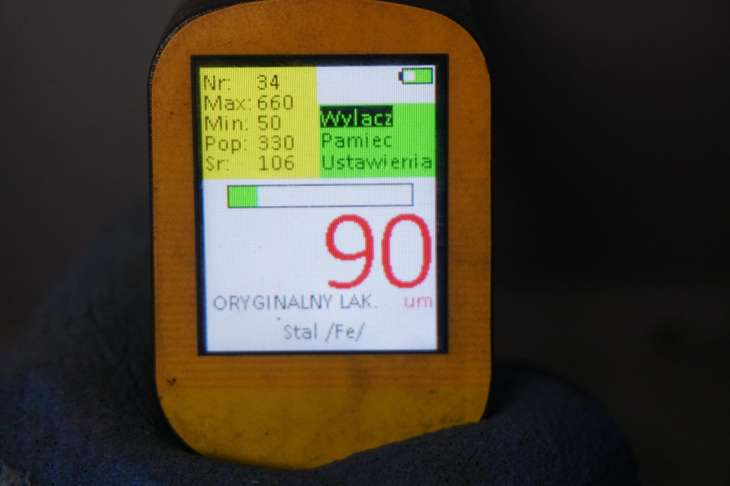 Nr: 34
Max: 660
Min: 50
Pop: 330
Sr: 106
Wylacz
Pamiec
Ustawienia
90
ORYGINALNY LAK. um
Stal /Fe/